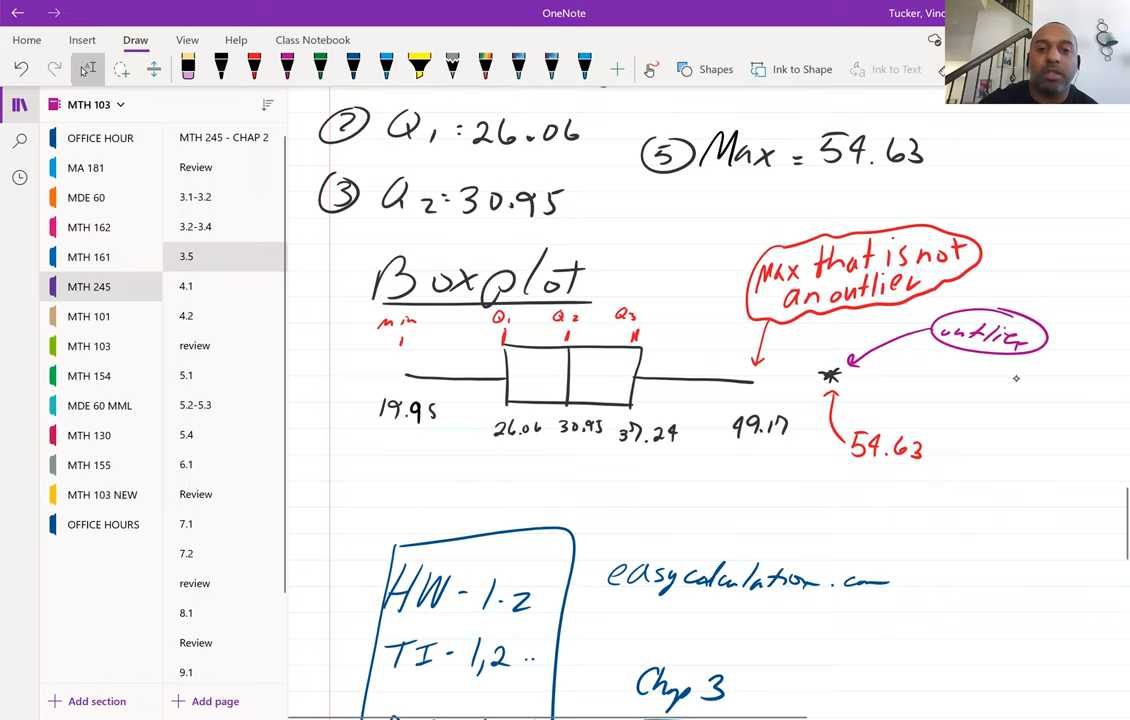 OneNote
Tucker, Vinc
Home
Insert
Draw
View
Help
Class Notebook
Shapes
Ink to Shape
Ink to Text
MTH 103
OFFICE HOUR
MA 181
MDE 60
MTH 162
MTH 161
MTH 245
MTH 101
MTH 103
MTH 154
MDE 60 MML
MTH 130
MTH 155
MTH 103 NEW
OFFICE HOURS
Add section
MTH 245 - CHAP 2
Review
3.1-3.2
3.2-3.4
3.5
4.1
4.2
review
5.1
5.2-5.3
5.4
6.1
Review
7.1
7.2
review
8.1
Review
9.1
Add page
② Q1 : 26.06
③ Q2 : 30.95
⑤ Max = 54.63
Boxplot
Max that is not
an outlier
outlier
min
Q1
Q2
Q3
19.95
26.06
30.95
37.24
49.17
54.63
HW - 1.2
TI - 1,2 ..
easycalculation.com
Chap 3